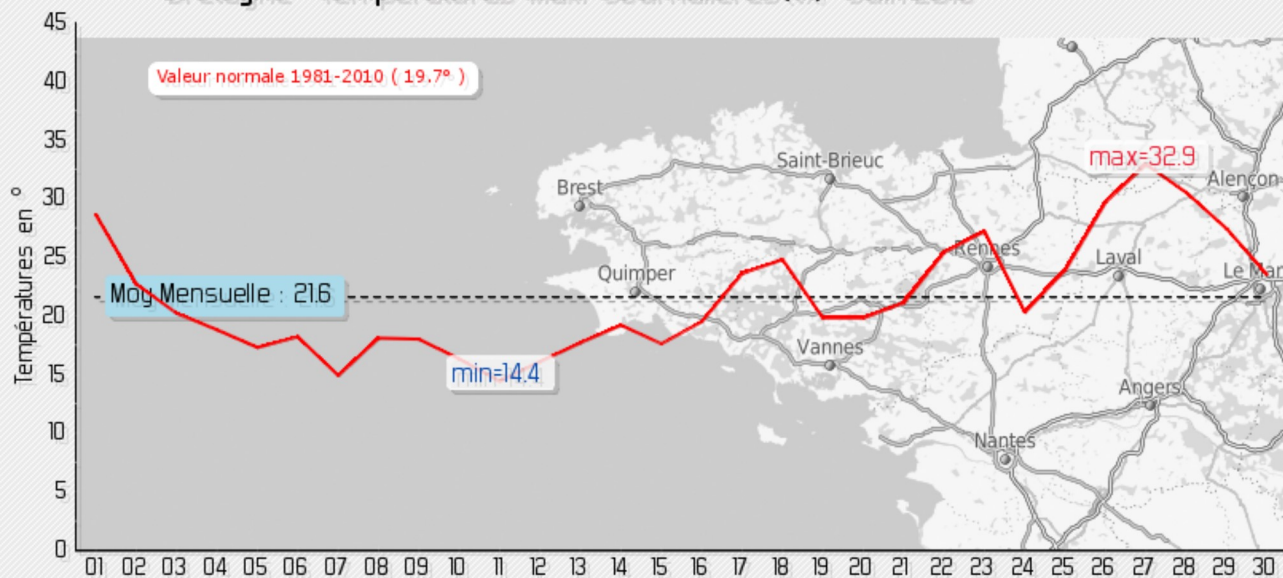 45
Valeur normale 1981-2010 ( 19.7° )
40
35
max=32.9
Saint-Brieuc
Alençon
Brest
30
Températures en °
25
Rennes
Laval
Quimper
Moy Mensuelle : 21.6
20
Vannes
min=14.4
15
Angers
10
Nantes
5
0
01 02 03 04 05 06 07 08 09 10 11 12 13 14 15 16 17 18 19 20 21 22 23 24 25 26 27 28 29 30